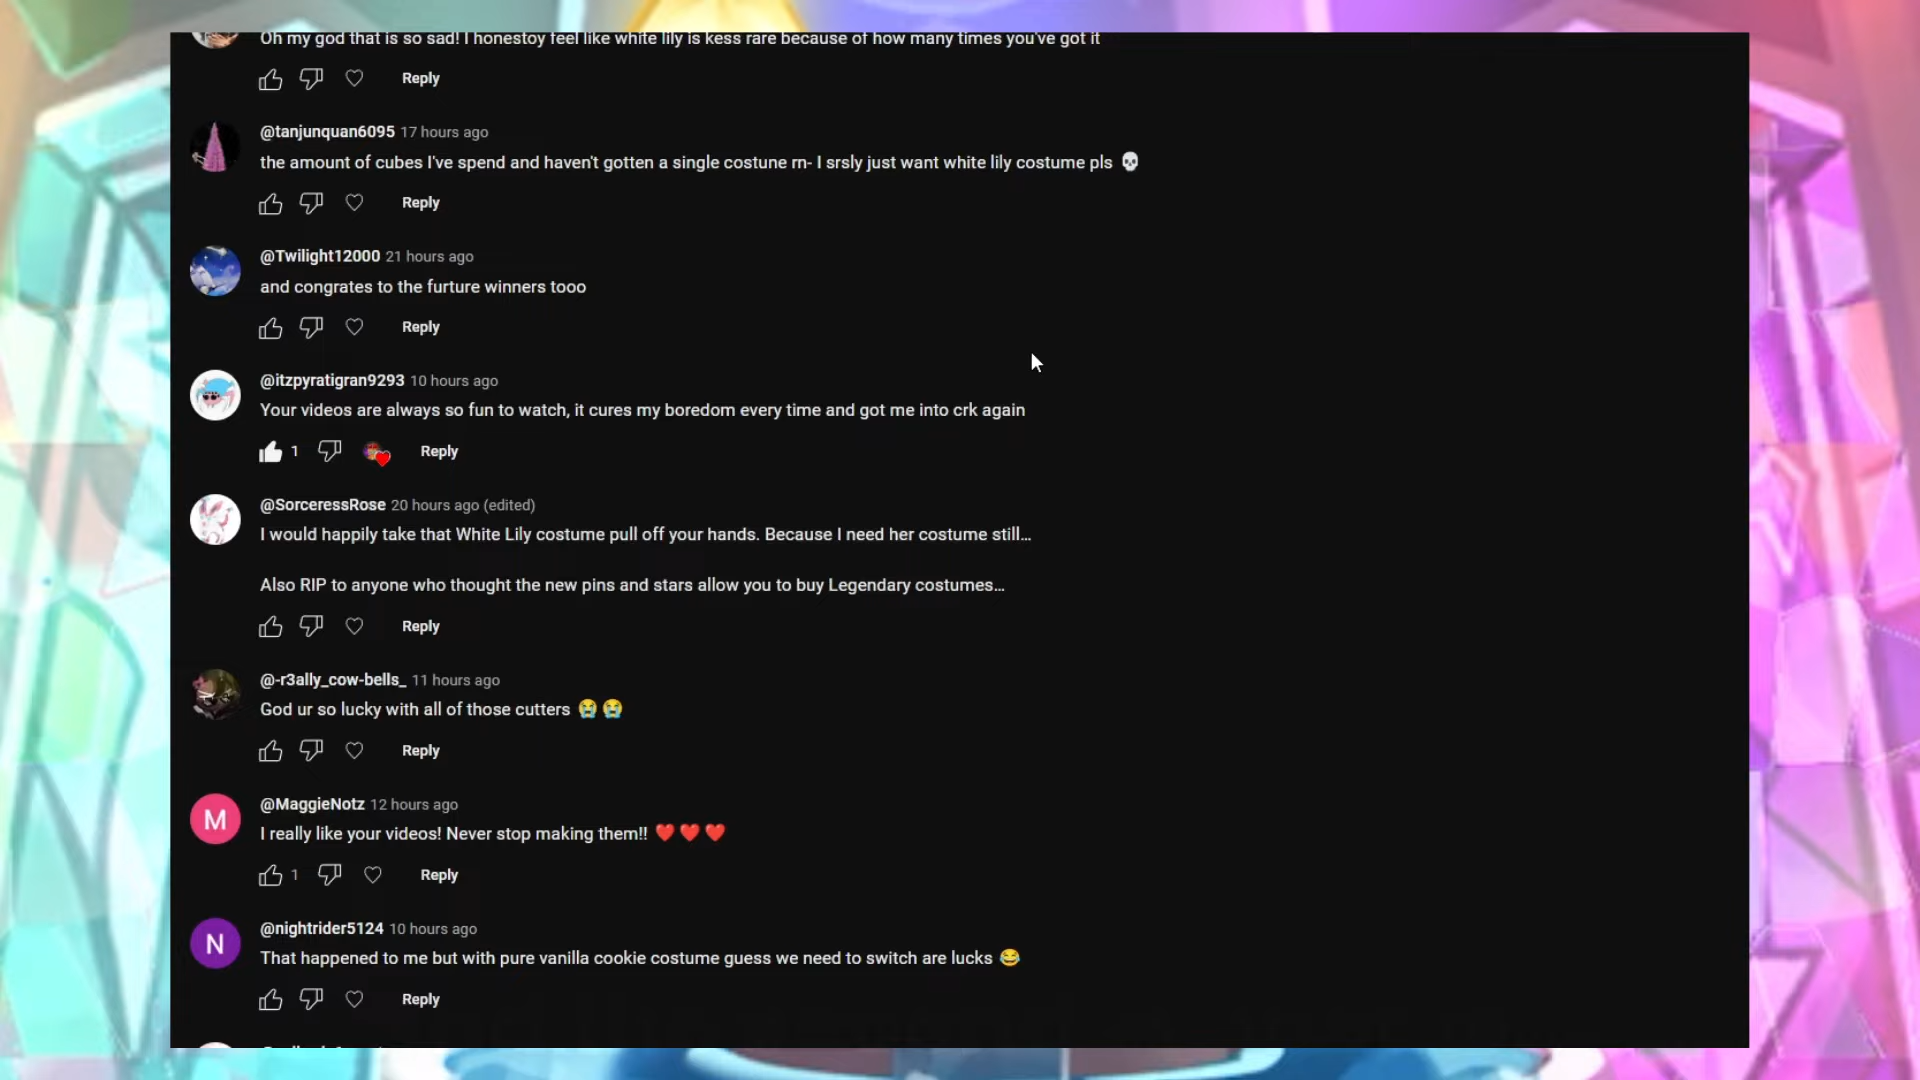 Oh my god that is so sad! I honestoy feel like white lily is kess rare because of how many times you've got it
Reply
@tanjunquan6095 17 hours ago
the amount of cubes I've spend and haven't gotten a single costune rn- I srsly just want white lily costume pls 💀
Reply
@Twilight12000 21 hours ago
and congrates to the furture winners tooo
Reply
@itzpyratigran9293 10 hours ago
Your videos are always so fun to watch, it cures my boredom every time and got me into crk again
1 Reply
@SorceressRose 20 hours ago (edited)
I would happily take that White Lily costume pull off your hands. Because I need her costume still...
Also RIP to anyone who thought the new pins and stars allow you to buy Legendary costumes...
Reply
@-r3ally_cow-bells_ 11 hours ago
God ur so lucky with all of those cutters 😭😭
Reply
M
@MaggieNotz 12 hours ago
I really like your videos! Never stop making them!! ❤️❤️❤️
1 Reply
N
@nightrider5124 10 hours ago
That happened to me but with pure vanilla cookie costume guess we need to switch are lucks 😂
Reply